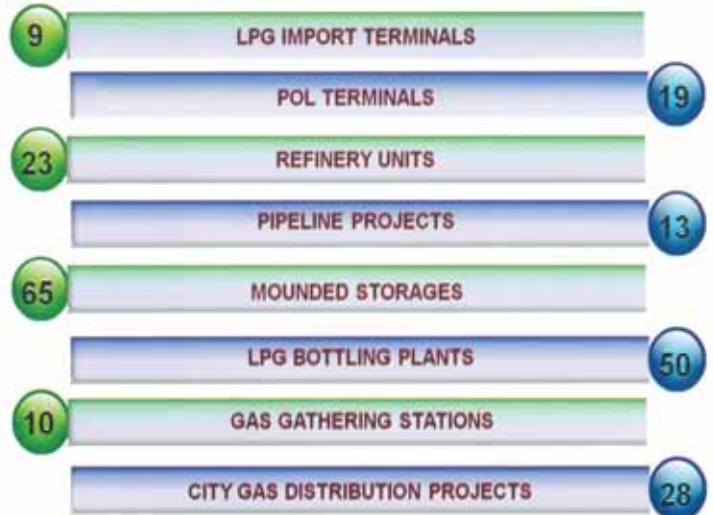 9 LPG IMPORT TERMINALS
POL TERMINALS 19
23 REFINERY UNITS
PIPELINE PROJECTS 13
65 MOUNDED STORAGES
LPG BOTTLING PLANTS 50
10 GAS GATHERING STATIONS
CITY GAS DISTRIBUTION PROJECTS 28